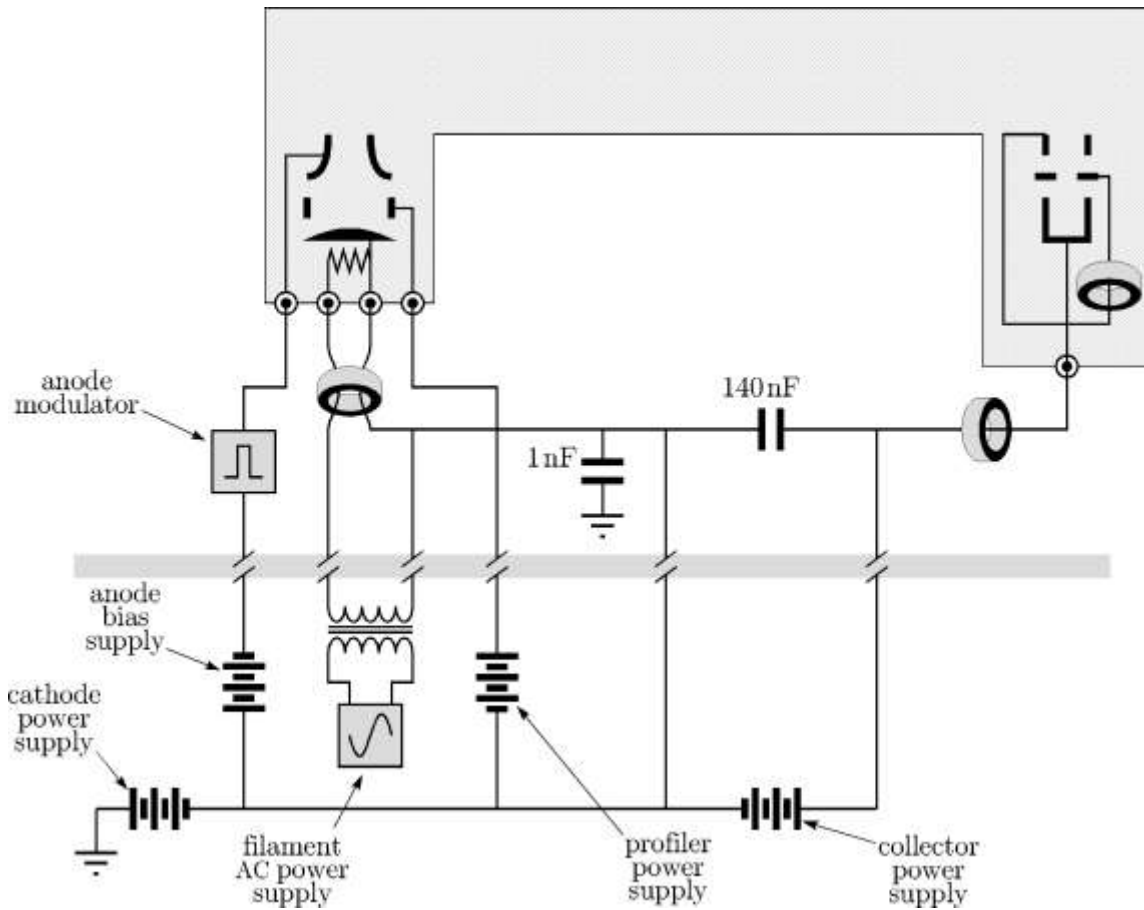 anode
modulator
140 nF
1 nF
anode
bias
supply
cathode
power
supply
filament
AC power
supply
profiler
power
supply
collector
power
supply